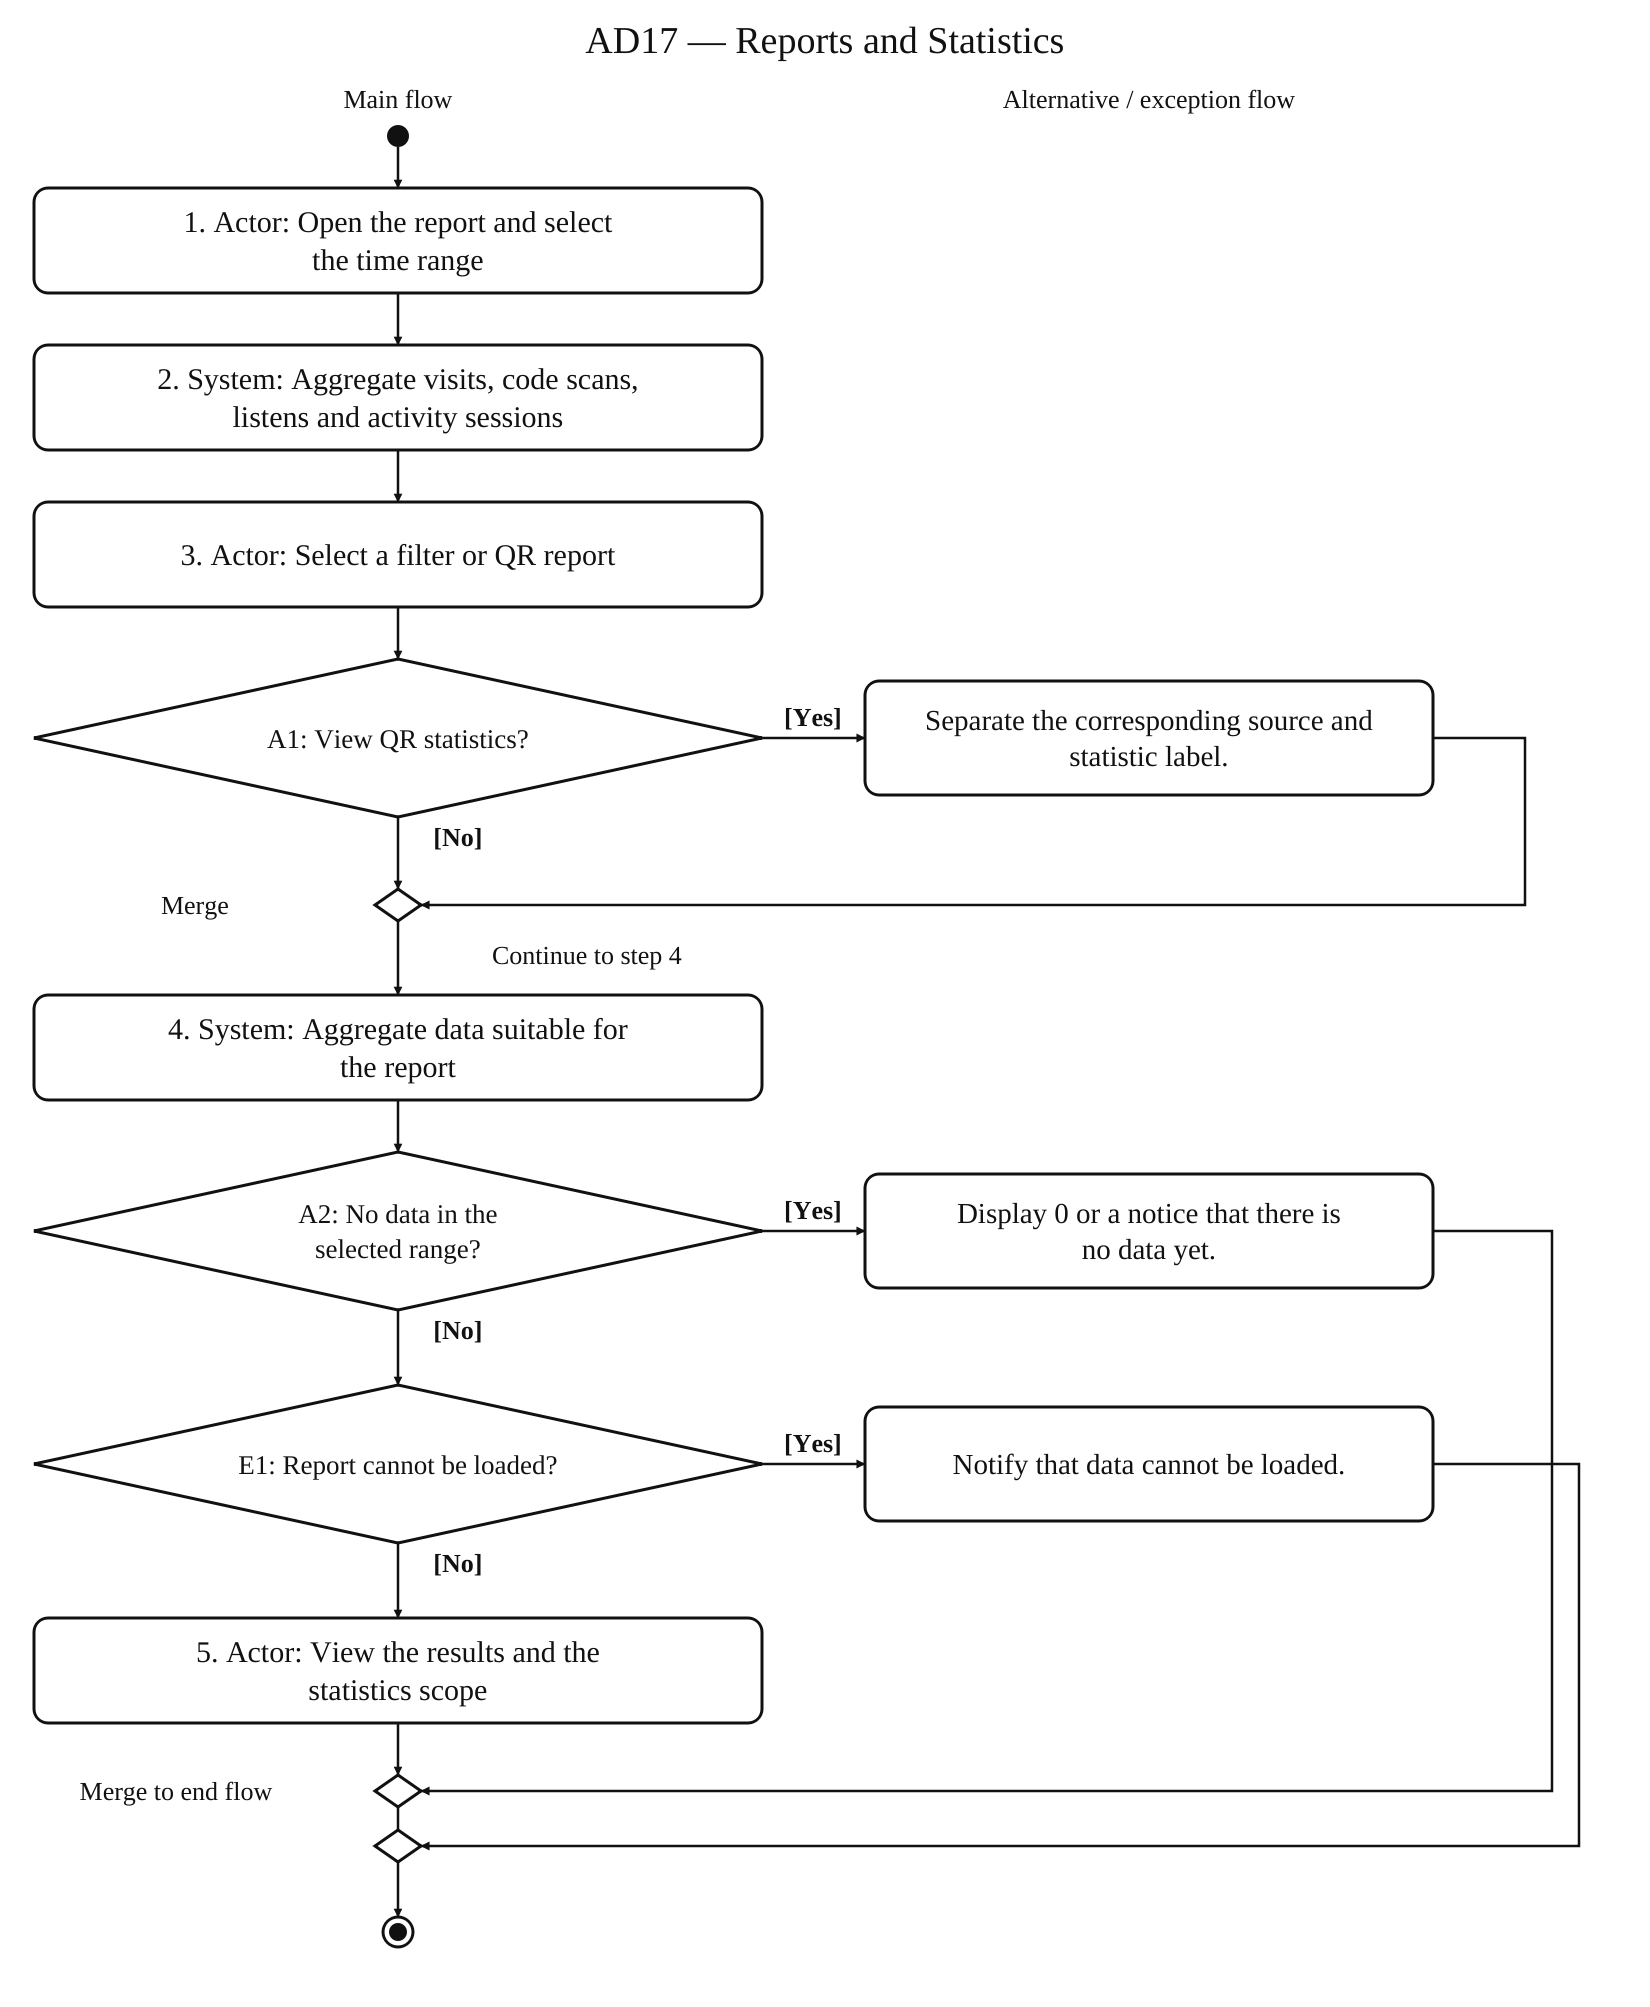 AD17 — Reports and Statistics
Main flow
Alternative / exception flow
1. Actor: Open the report and select
the time range
2. System: Aggregate visits, code scans,
listens and activity sessions
3. Actor: Select a filter or QR report
A1: View QR statistics?
[Yes]
Separate the corresponding source and
statistic label.
[No]
Merge
Continue to step 4
4. System: Aggregate data suitable for
the report
A2: No data in the
selected range?
[Yes]
Display 0 or a notice that there is
no data yet.
[No]
E1: Report cannot be loaded?
[Yes]
Notify that data cannot be loaded.
[No]
5. Actor: View the results and the
statistics scope
Merge to end flow